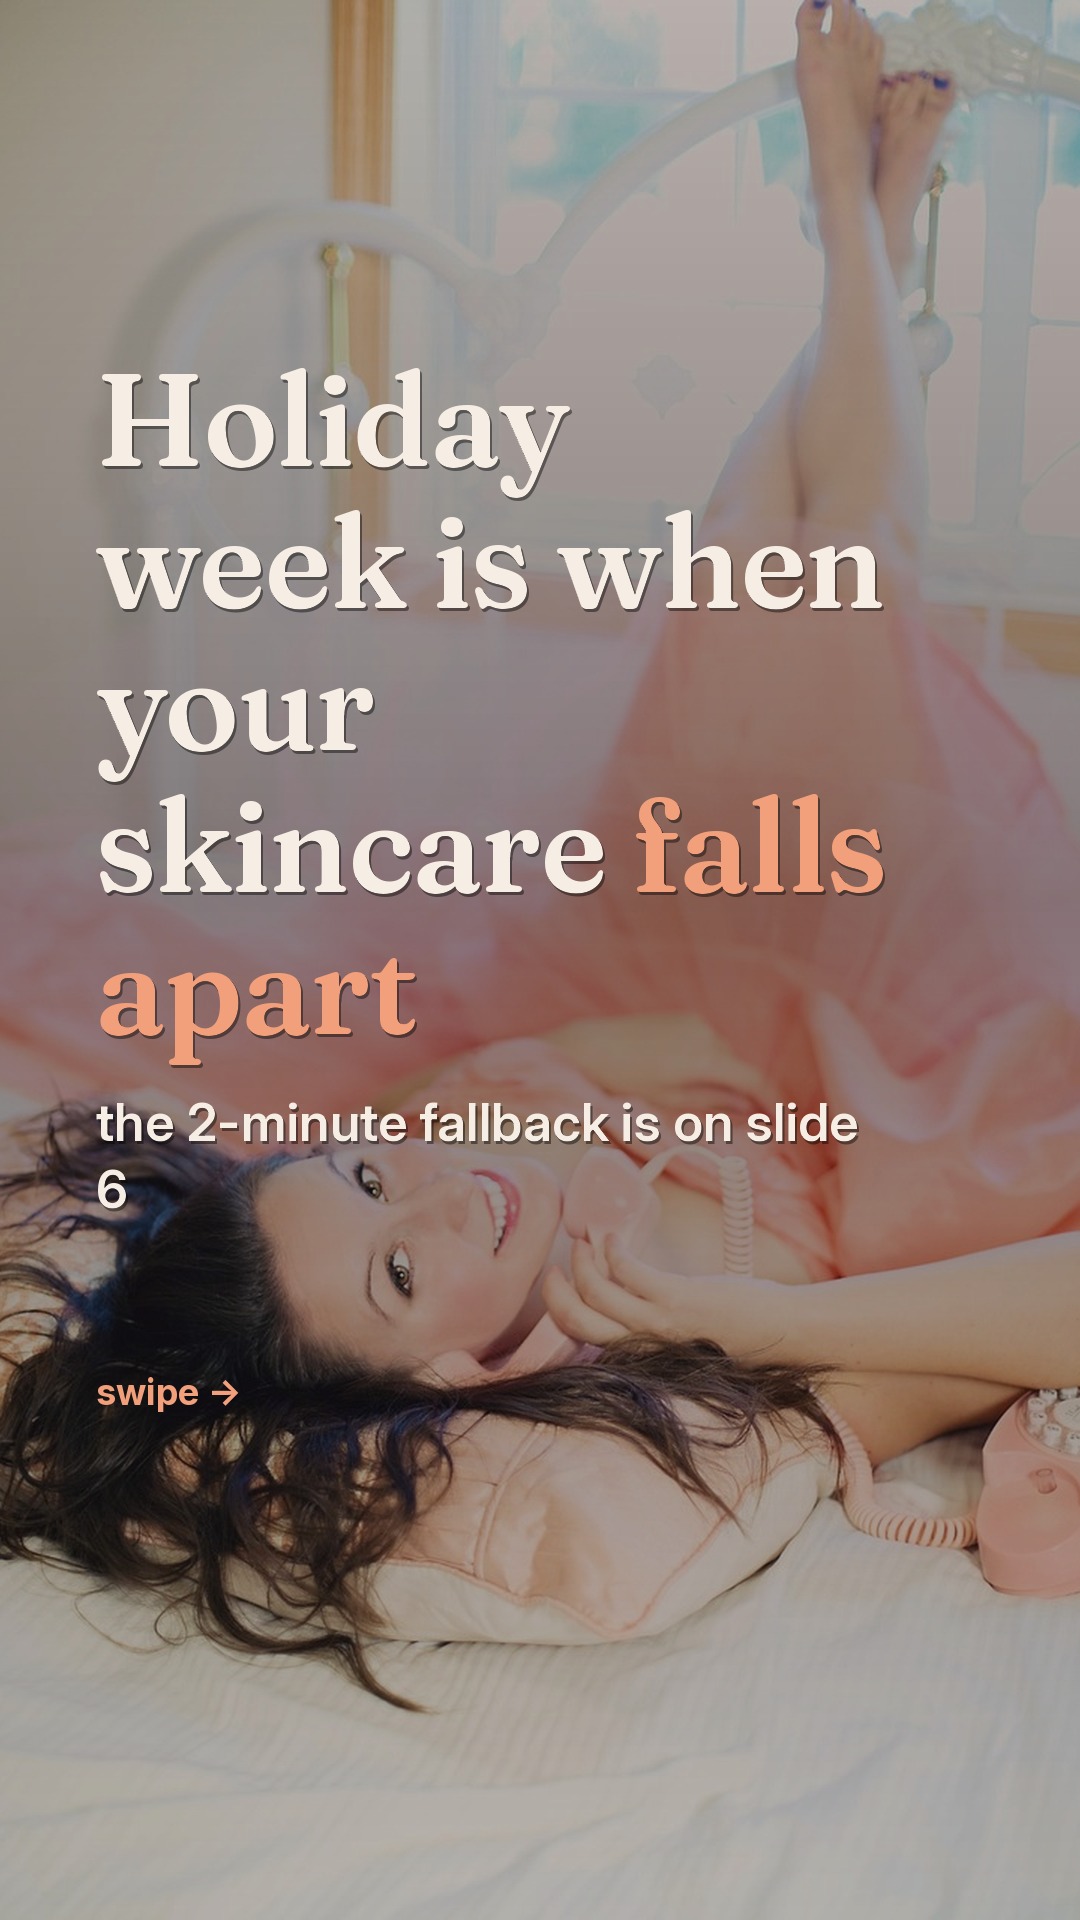 Holiday
week is when
your
skincare falls
apart
the 2-minute fallback is on slide
6
swipe →